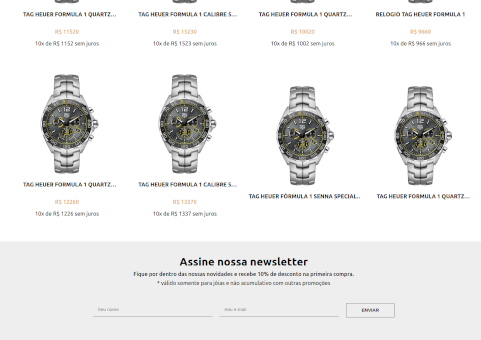 TAG HEUER FORMULA 1 QUARTZ...
TAG HEUER FORMULA 1 CALIBRE 5...
TAG HEUER FORMULA 1 QUARTZ...
RELOGIO TAG HEUER FORMULA 1
R$ 11520
R$ 15230
R$ 10020
R$ 9660
10x de R$ 1152 sem juros
10x de R$ 1523 sem juros
10x de R$ 1002 sem juros
10x de R$ 966 sem juros
TAG HEUER FORMULA 1 QUARTZ...
TAG HEUER FORMULA 1 CALIBRE 5...
TAG HEUER FÓRMULA 1 SENNA SPECIAL..
TAG HEUER FORMULA 1 QUARTZ...
R$ 12260
R$ 13370
10x de R$ 1226 sem juros
10x de R$ 1337 sem juros
Assine nossa newsletter
Fique por dentro das nossas novidades e recebe 10% de desconto na primeira compra.
* válido somente para jóias e não acumulativo com outras promoções
Seu nome
Seu e-mail
ENVIAR